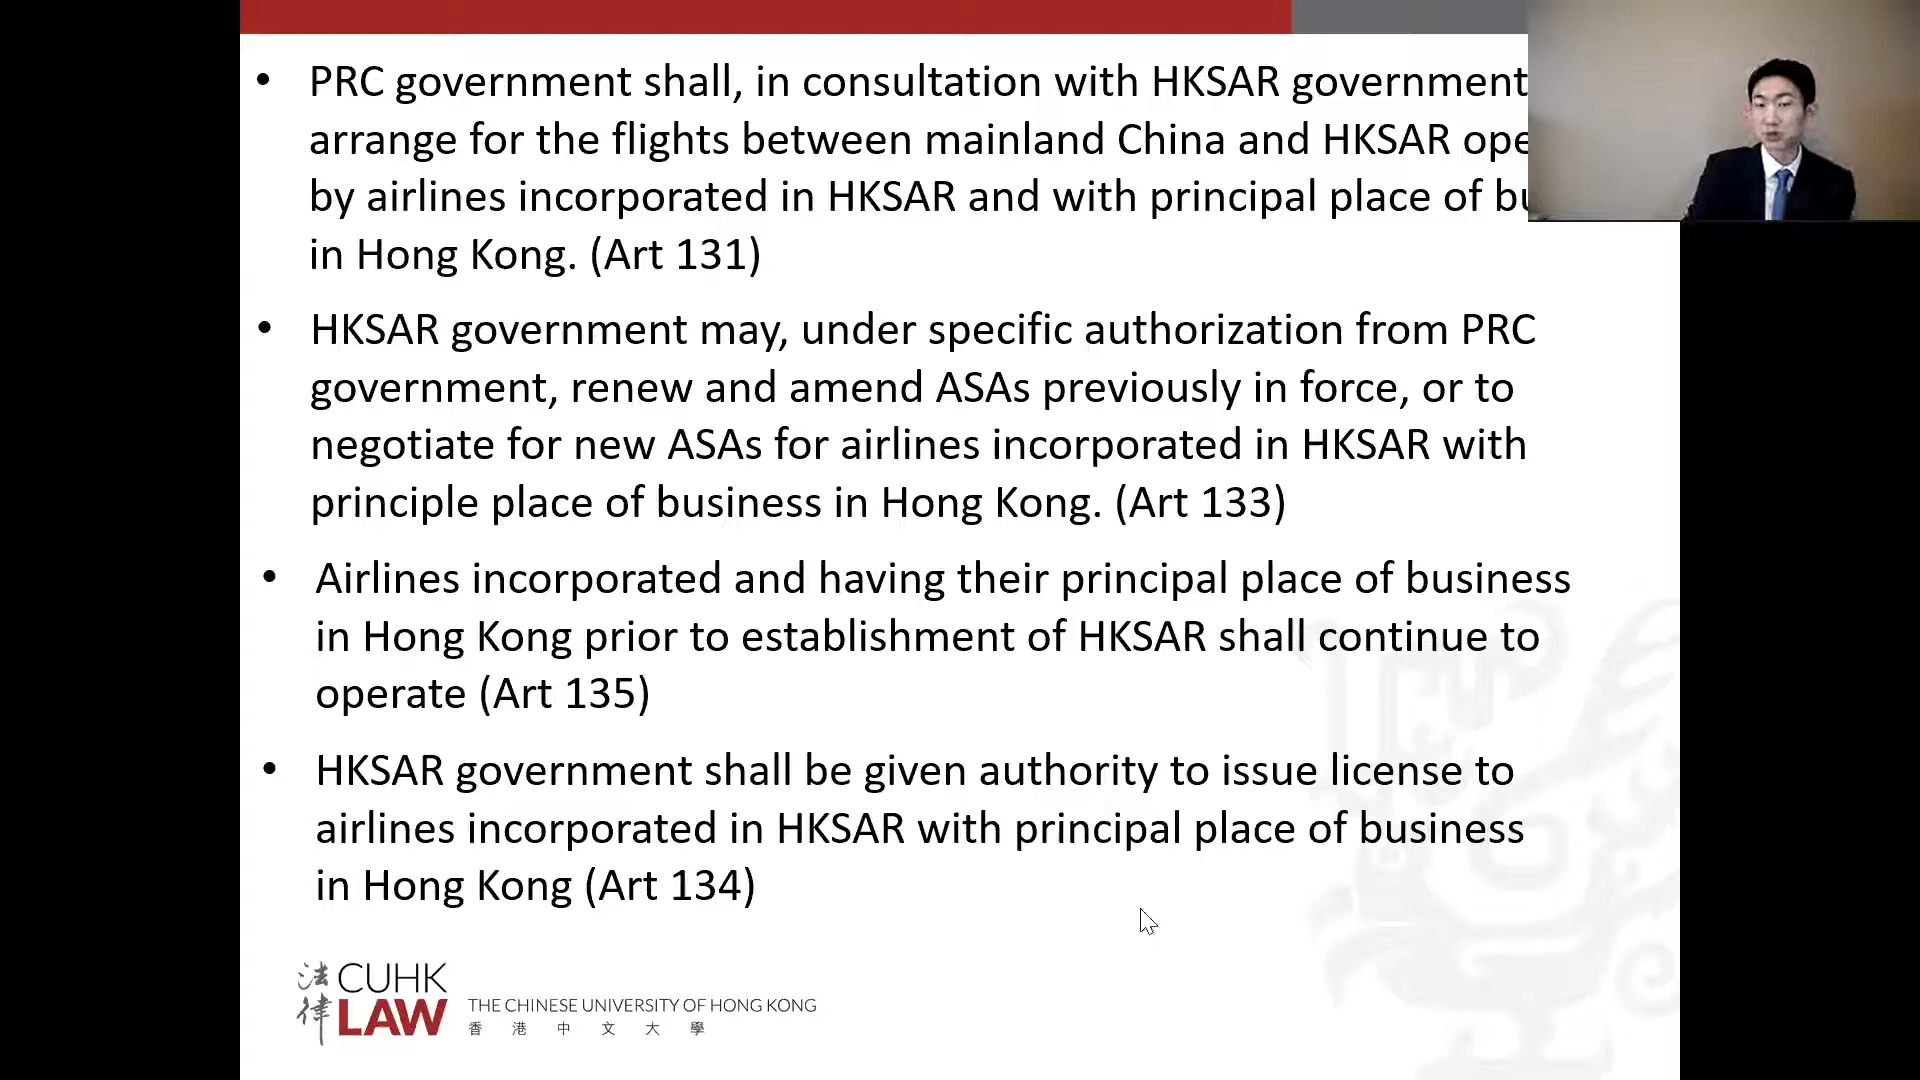 • PRC government shall, in consultation with HKSAR government
arrange for the flights between mainland China and HKSAR
by airlines incorporated in HKSAR and with principal place of
in Hong Kong. (Art 131)
• HKSAR government may, under specific authorization from PRC
government, renew and amend ASAs previously in force, or to
negotiate for new ASAs for airlines incorporated in HKSAR with
principle place of business in Hong Kong. (Art 133)
• Airlines incorporated and having their principal place of business
in Hong Kong prior to establishment of HKSAR shall continue to
operate (Art 135)
• HKSAR government shall be given authority to issue license to
airlines incorporated in HKSAR with principal place of business
in Hong Kong (Art 134)
法律
CUHK
LAW
THE CHINESE UNIVERSITY OF HONG KONG
香港中文大學